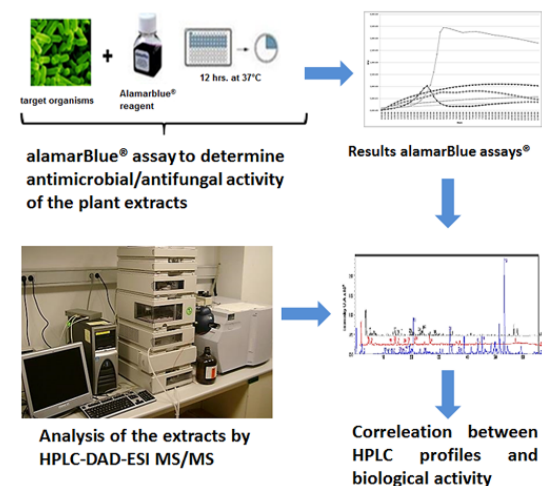 target organisms
+
Alamarblue®
reagent
12 hrs. at 37°C
alamarBlue® assay to determine
antimicrobial/antifungal activity
of the plant extracts
Results alamarBlue assays®
Analysis of the extracts by
HPLC-DAD-ESI MS/MS
Correleation between
HPLC profiles and
biological activity